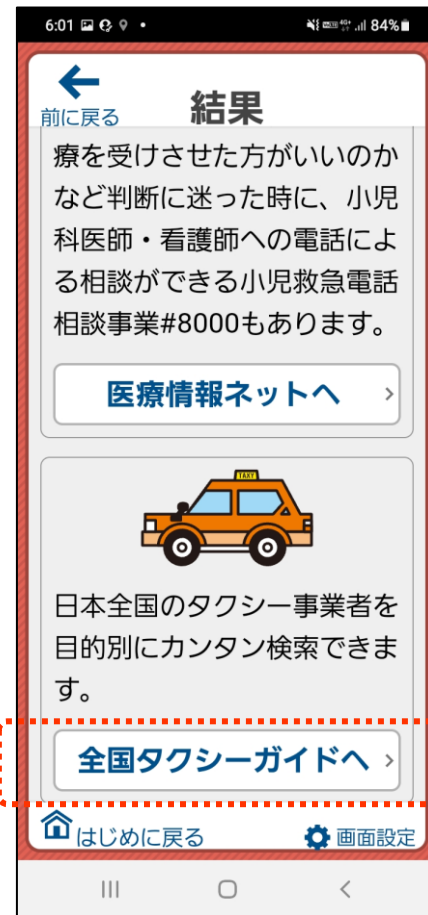 6:01
84%
前に戻る
結果
療を受けさせた方がいいのか
など判断に迷った時に、小児
科医師・看護師への電話によ
る相談ができる小児救急電話
相談事業#8000もあります。
医療情報ネットへ
TAXY
日本全国のタクシー事業者を
目的別にカンタン検索できま
す。
全国タクシーガイドへ
はじめに戻る
画面設定